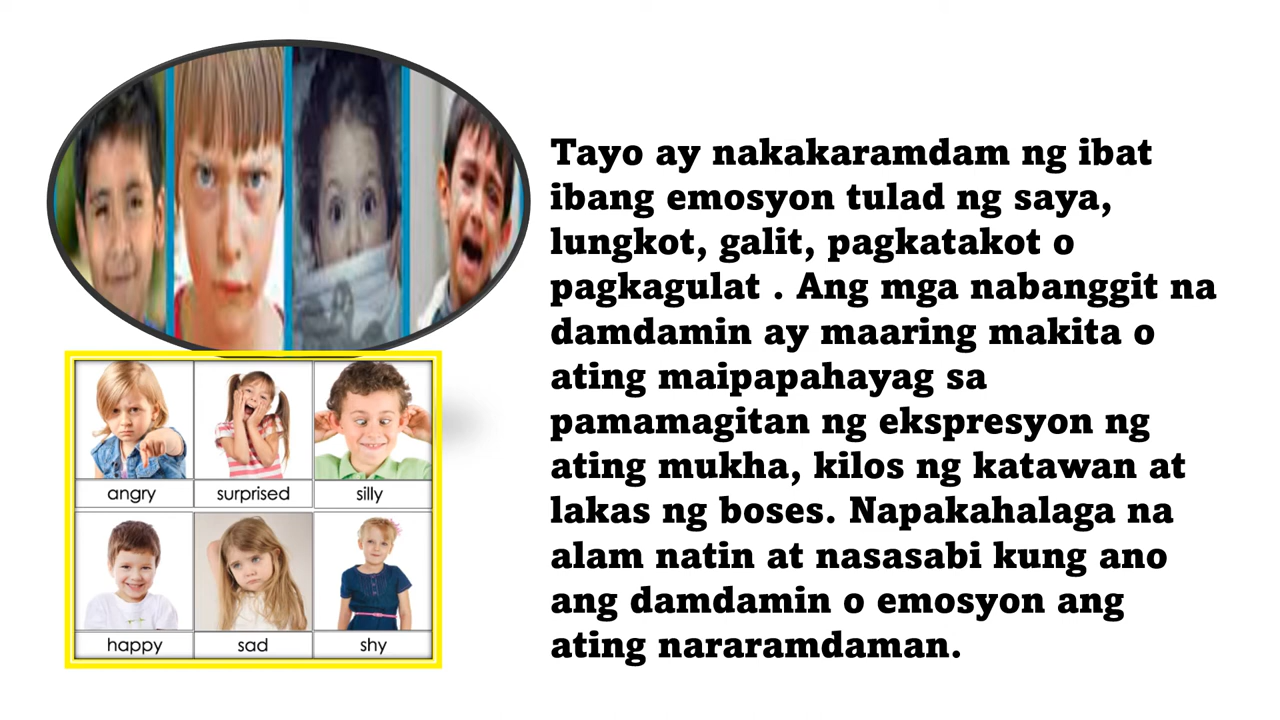 Tayo ay nakakaramdam ng ibat
ibang emosyon tulad ng saya,
lungkot, galit, pagkatakot o
pagkagulat . Ang mga nabanggit na
damdamin ay maaring makita o
ating maipapahayag sa
pamamagitan ng ekspresyon ng
ating mukha, kilos ng katawan at
lakas ng boses. Napakahalaga na
alam natin at nasasabi kung ano
ang damdamin o emosyon ang
ating nararamdaman.
angry surprised silly
happy sad shy